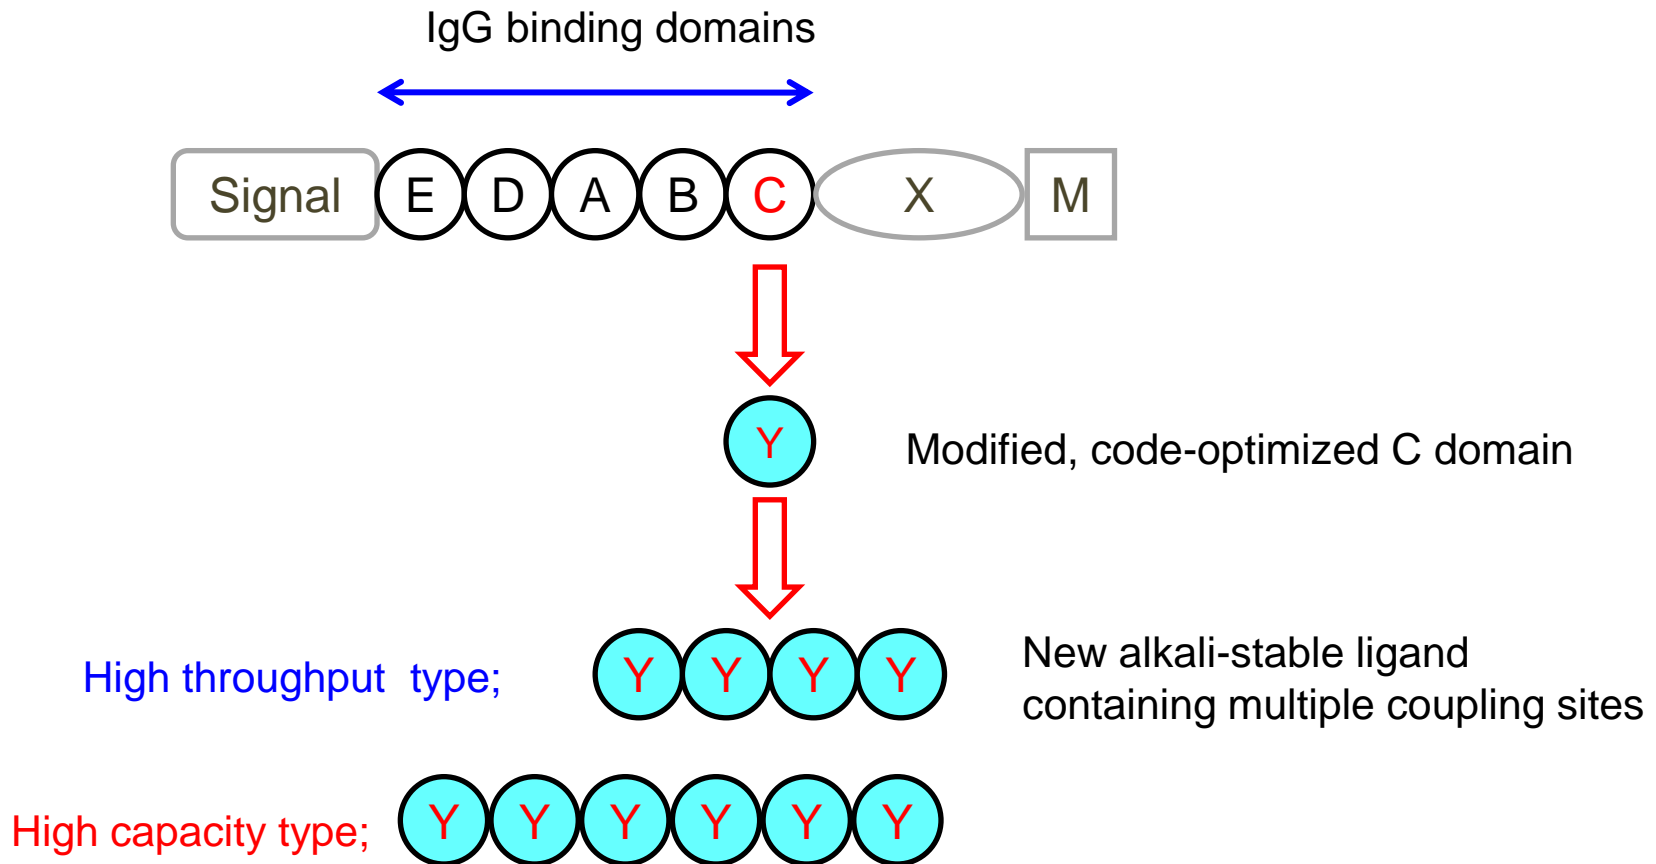 IgG binding domains
Signal E D A B C X M
Y
Modified, code-optimized C domain
High throughput  type;
Y Y Y Y
New alkali-stable ligand
containing multiple coupling sites
High capacity type;
Y Y Y Y Y Y